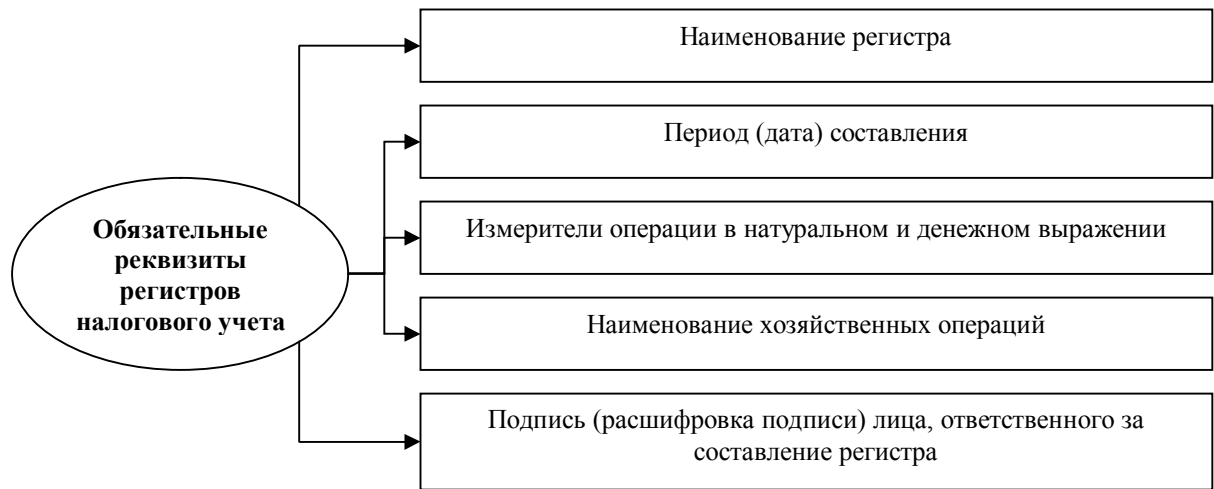 Обязательные
реквизиты
регистров
налогового учета
Наименование регистра
Период (дата) составления
Измерители операции в натуральном и денежном выражении
Наименование хозяйственных операций
Подпись (расшифровка подписи) лица, ответственного за
составление регистра